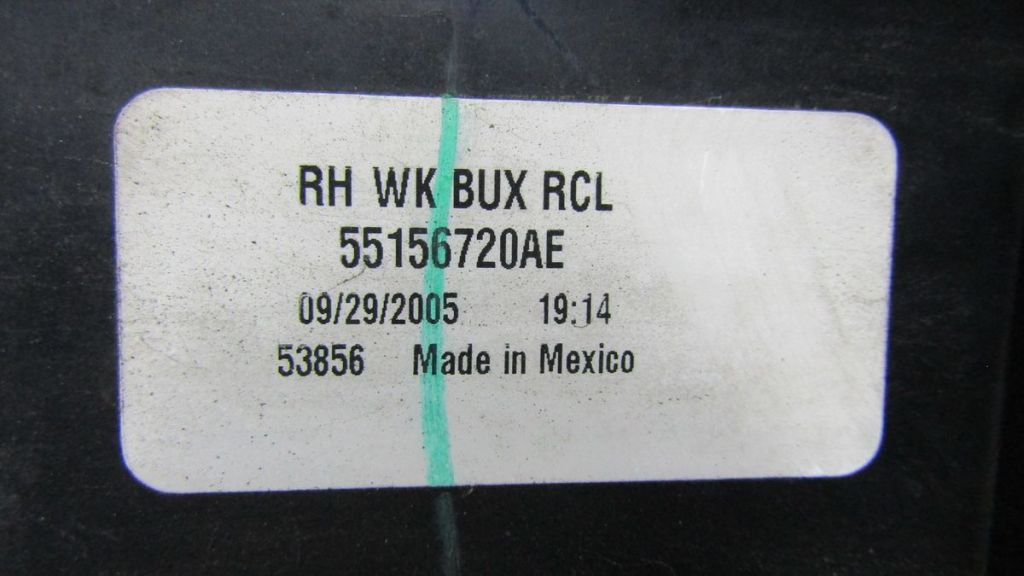 RH WK BUX RCL
55156720AE
09/29/2005 19:14
53856 Made in Mexico